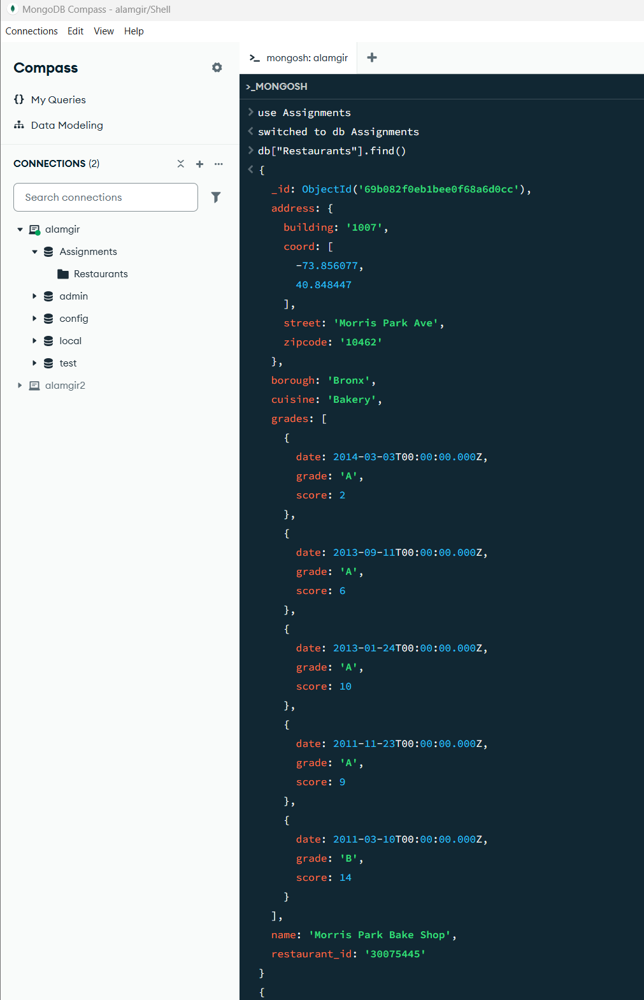 MongoDB Compass - alamgir/Shell
Connections Edit View Help
Compass
{} My Queries
Data Modeling
CONNECTIONS (2)
Search connections
alamgir
Assignments
Restaurants
admin
config
local
test
alamgir2
>_ mongosh: alamgir +
>_MONGOSH
> use Assignments
< switched to db Assignments
> db["Restaurants"].find()
< {
_id: ObjectId('69b082f0eb1bee0f68a6d0cc'),
address: {
building: '1007',
coord: [
-73.856077,
40.848447
],
street: 'Morris Park Ave',
zipcode: '10462'
},
borough: 'Bronx',
cuisine: 'Bakery',
grades: [
{
date: 2014-03-03T00:00:00.000Z,
grade: 'A',
score: 2
},
{
date: 2013-09-11T00:00:00.000Z,
grade: 'A',
score: 6
},
{
date: 2013-01-24T00:00:00.000Z,
grade: 'A',
score: 10
},
{
date: 2011-11-23T00:00:00.000Z,
grade: 'A',
score: 9
},
{
date: 2011-03-10T00:00:00.000Z,
grade: 'B',
score: 14
}
],
name: 'Morris Park Bake Shop',
restaurant_id: '30075445'
}
{